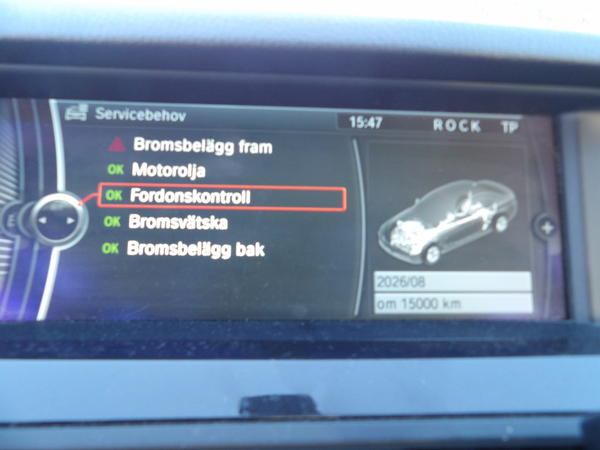 Servicebehov
15:47 ROCK TP
Bromsbelägg fram
OK Motorolja
OK Fordonskontroll
OK Bromsvätska
OK Bromsbelägg bak
2026/08
om 15000 km